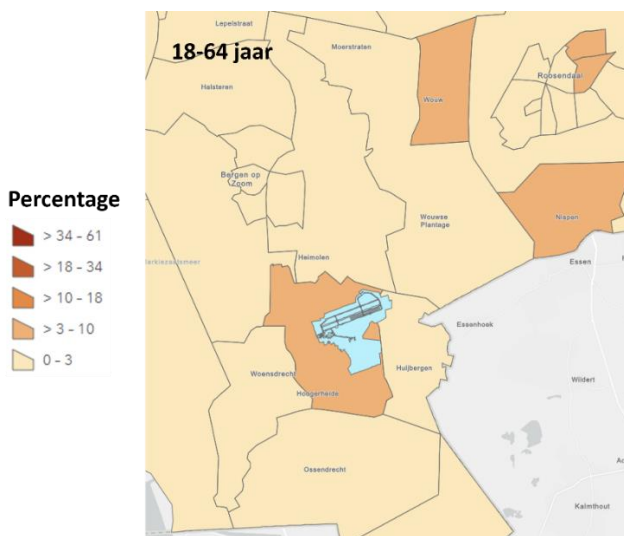 Lepelstraat
18-64 jaar
Moerstraten
Halsteren
Wouw
Roosendaal
Bergen op
Zoom
Percentage
> 34 - 61
> 18 - 34
> 10 - 18
> 3 - 10
0 - 3
Wouwse
Plantage
Nispen
Heimolen
Essen
Essenhoek
Woensdrecht
Huijbergen
Hoogerheide
Wildert
Ossendrecht
Kalmthout